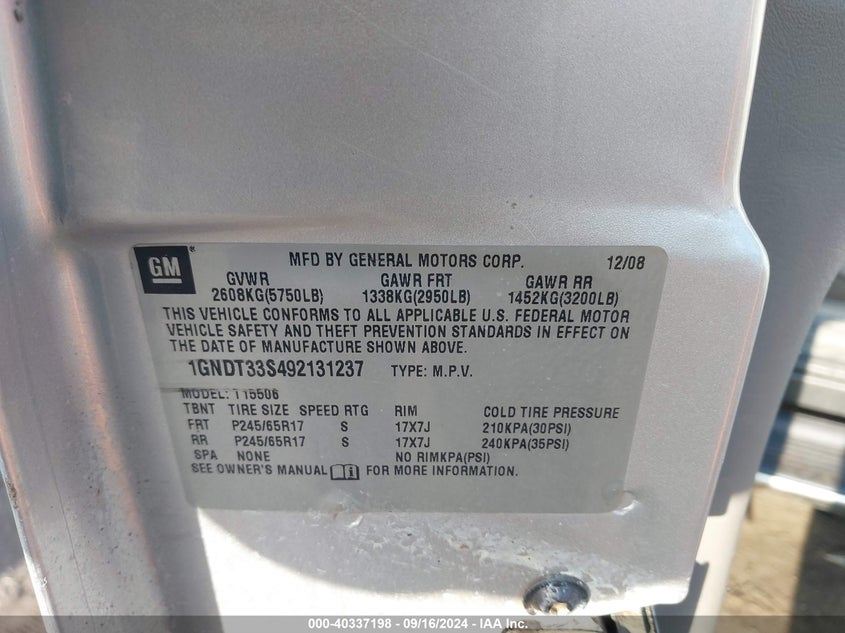 GM
MFD BY GENERAL MOTORS CORP. 12/08
GVWR GAWR FRT GAWR RR
2608KG(5750LB) 1338KG(2950LB) 1452KG(3200LB)
THIS VEHICLE CONFORMS TO ALL APPLICABLE U.S. FEDERAL MOTOR
VEHICLE SAFETY AND THEFT PREVENTION STANDARDS IN EFFECT ON
THE DATE OF MANUFACTURE SHOWN ABOVE.
1GNDT33S492131237 TYPE: M.P.V.
MODEL: T15506
TBNT TIRE SIZE SPEED RTG RIM COLD TIRE PRESSURE
FRT P245/65R17 S 17X7J 210KPA(30PSI)
RR P245/65R17 S 17X7J 240KPA(35PSI)
SPA NONE NO RIMKPA(PSI)
SEE OWNER'S MANUAL FOR MORE INFORMATION.
000-40337198 - 09/16/2024 - IAA Inc.